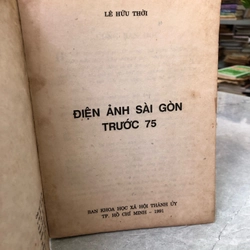 LÊ HỮU THỜI
ĐIỆN ẢNH SÀI GÒN
TRƯỚC 75
BAN KHOA HỌC XÃ HỘI THÀNH ỦY
TP. HỒ CHÍ MINH - 1991